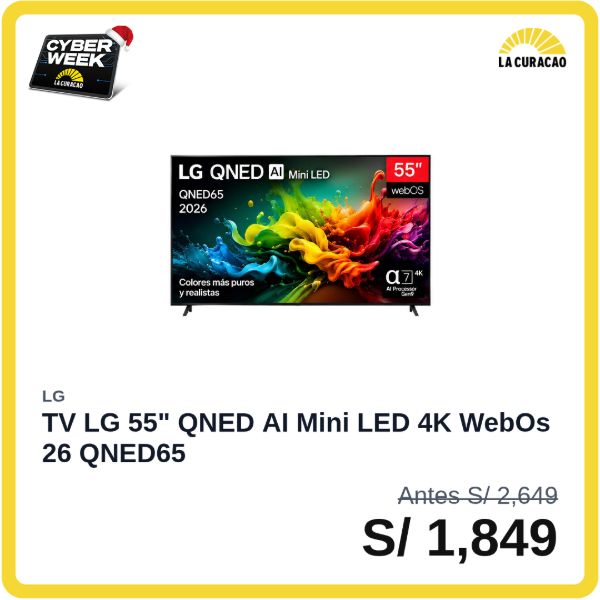 CYBER
WEEK
LA CURACAO
LA CURACAO
LG QNED AI Mini LED
55"
webOS
QNED65
2026
Colores más puros
y realistas
α7 4K
AI Processor
Gen9
LG
TV LG 55" QNED AI Mini LED 4K WebOs
26 QNED65
Antes S/ 2,649
S/ 1,849